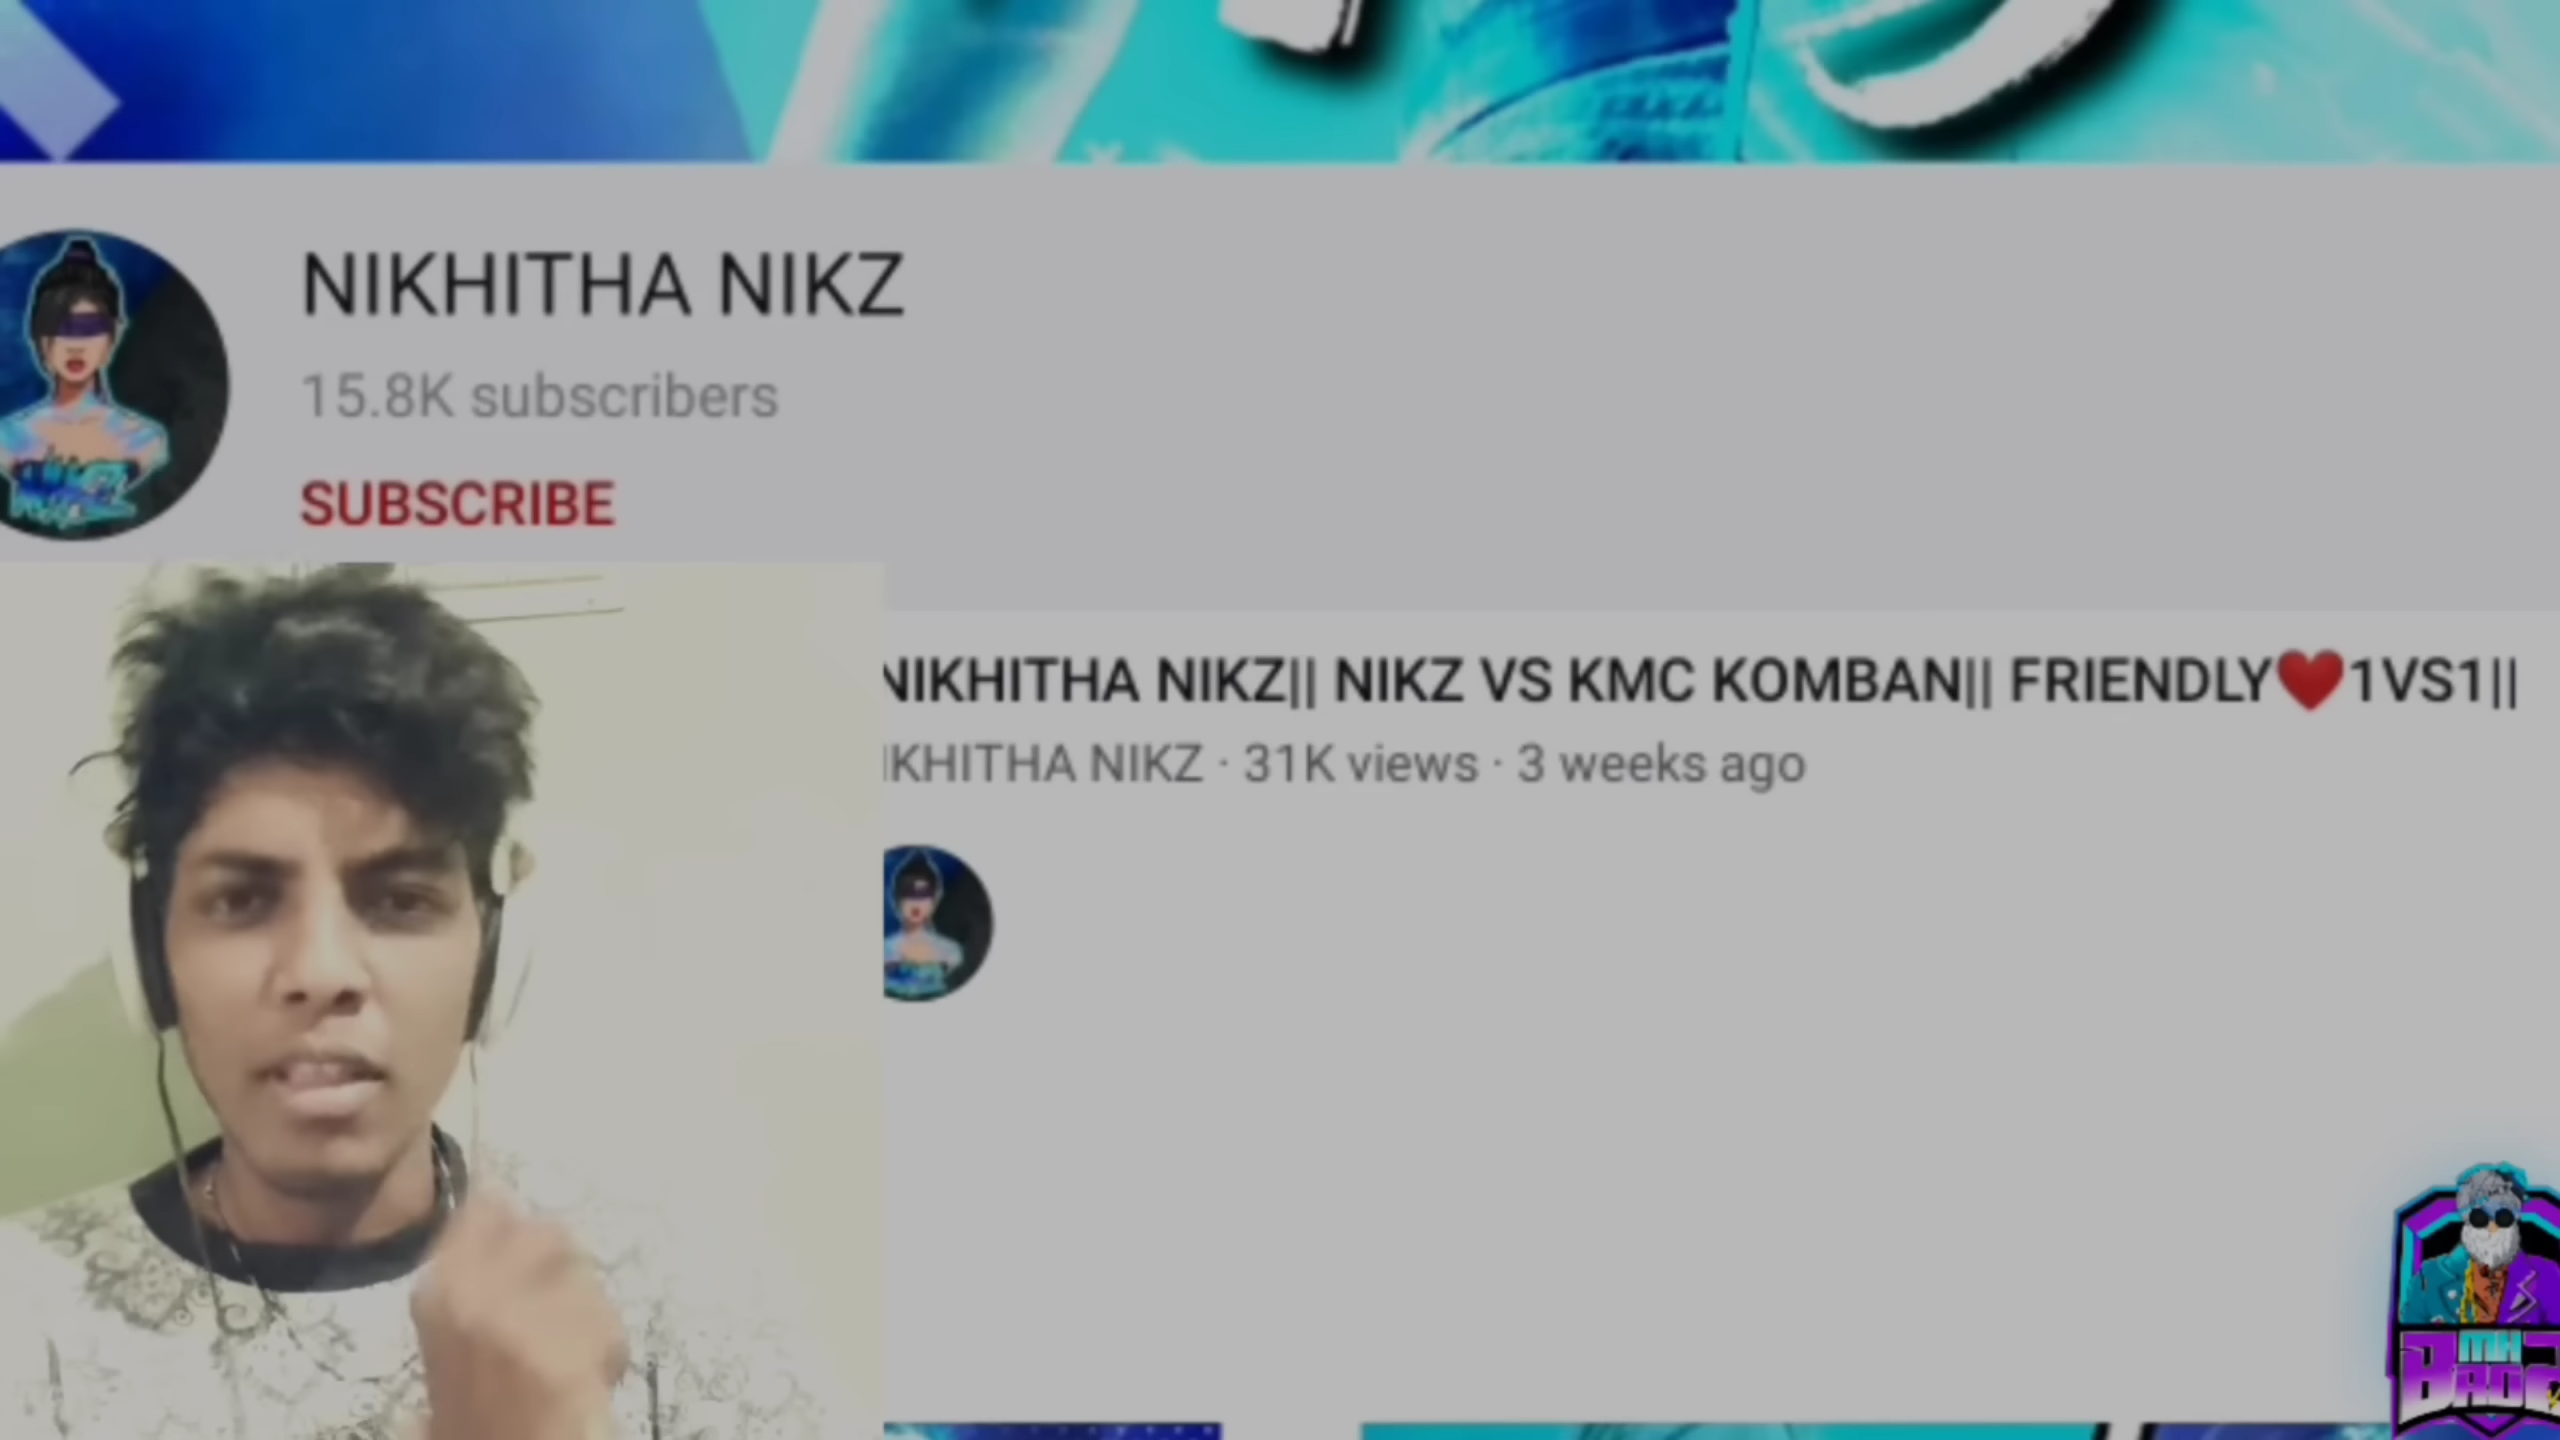 NIKHITHA NIKZ
15.8K subscribers
SUBSCRIBE
NIKHITHA NIKZ|| NIKZ VS KMC KOMBAN|| FRIENDLY❤️1VS1||
IKHITHA NIKZ · 31K views · 3 weeks ago
MH